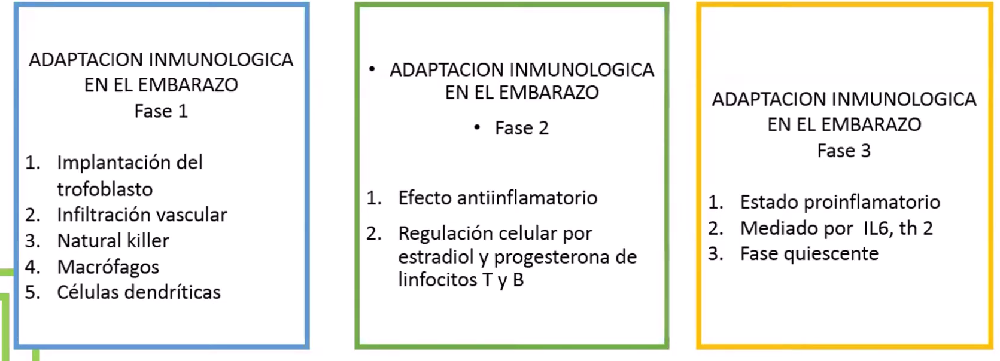 ADAPTACION INMUNOLOGICA
EN EL EMBARAZO
Fase 1
1. Implantación del
trofoblasto
2. Infiltración vascular
3. Natural killer
4. Macrófagos
5. Células dendríticas
• ADAPTACION INMUNOLOGICA
EN EL EMBARAZO
• Fase 2
1. Efecto antiinflamatorio
2. Regulación celular por
estradiol y progesterona de
linfocitos T y B
ADAPTACION INMUNOLOGICA
EN EL EMBARAZO
Fase 3
1. Estado proinflamatorio
2. Mediado por IL6, th 2
3. Fase quiescente